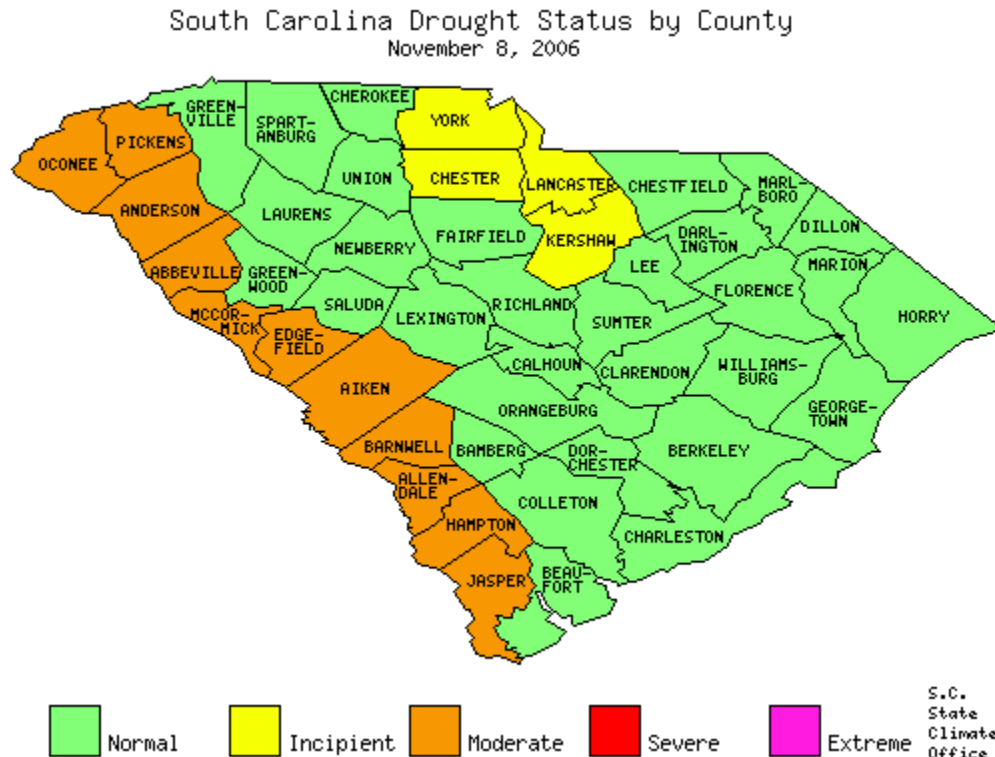 South Carolina Drought Status by County
November 8, 2006
CHEROKEE
GREEN-
VILLE
SPART-
ANBURG
YORK
PICKENS
OCONEE
UNION
CHESTER
LANCASTER
CHESTFIELD
MARL-
BORO
ANDERSON
LAURENS
NEWBERRY
FAIRFIELD
KERSHAW
DARL-
INGTON
DILLON
ABBEVILLE
GREEN-
WOOD
LEE
MARION
SALUDA
LEXINGTON
RICHLAND
SUMTER
FLORENCE
HORRY
MCCOR-
MICK
EDGE-
FIELD
AIKEN
CALHOUN
CLARENDON
WILLIAMS-
BURG
ORANGEBURG
GEORGE-
TOWN
BARNWELL
BAMBERG
DOR-
CHESTER
BERKELEY
ALLEN-
DALE
COLLETON
HAMPTON
CHARLESTON
JASPER
BEAU-
FORT
Normal
Incipient
Moderate
Severe
Extreme
S.C.
State
Climate
Office